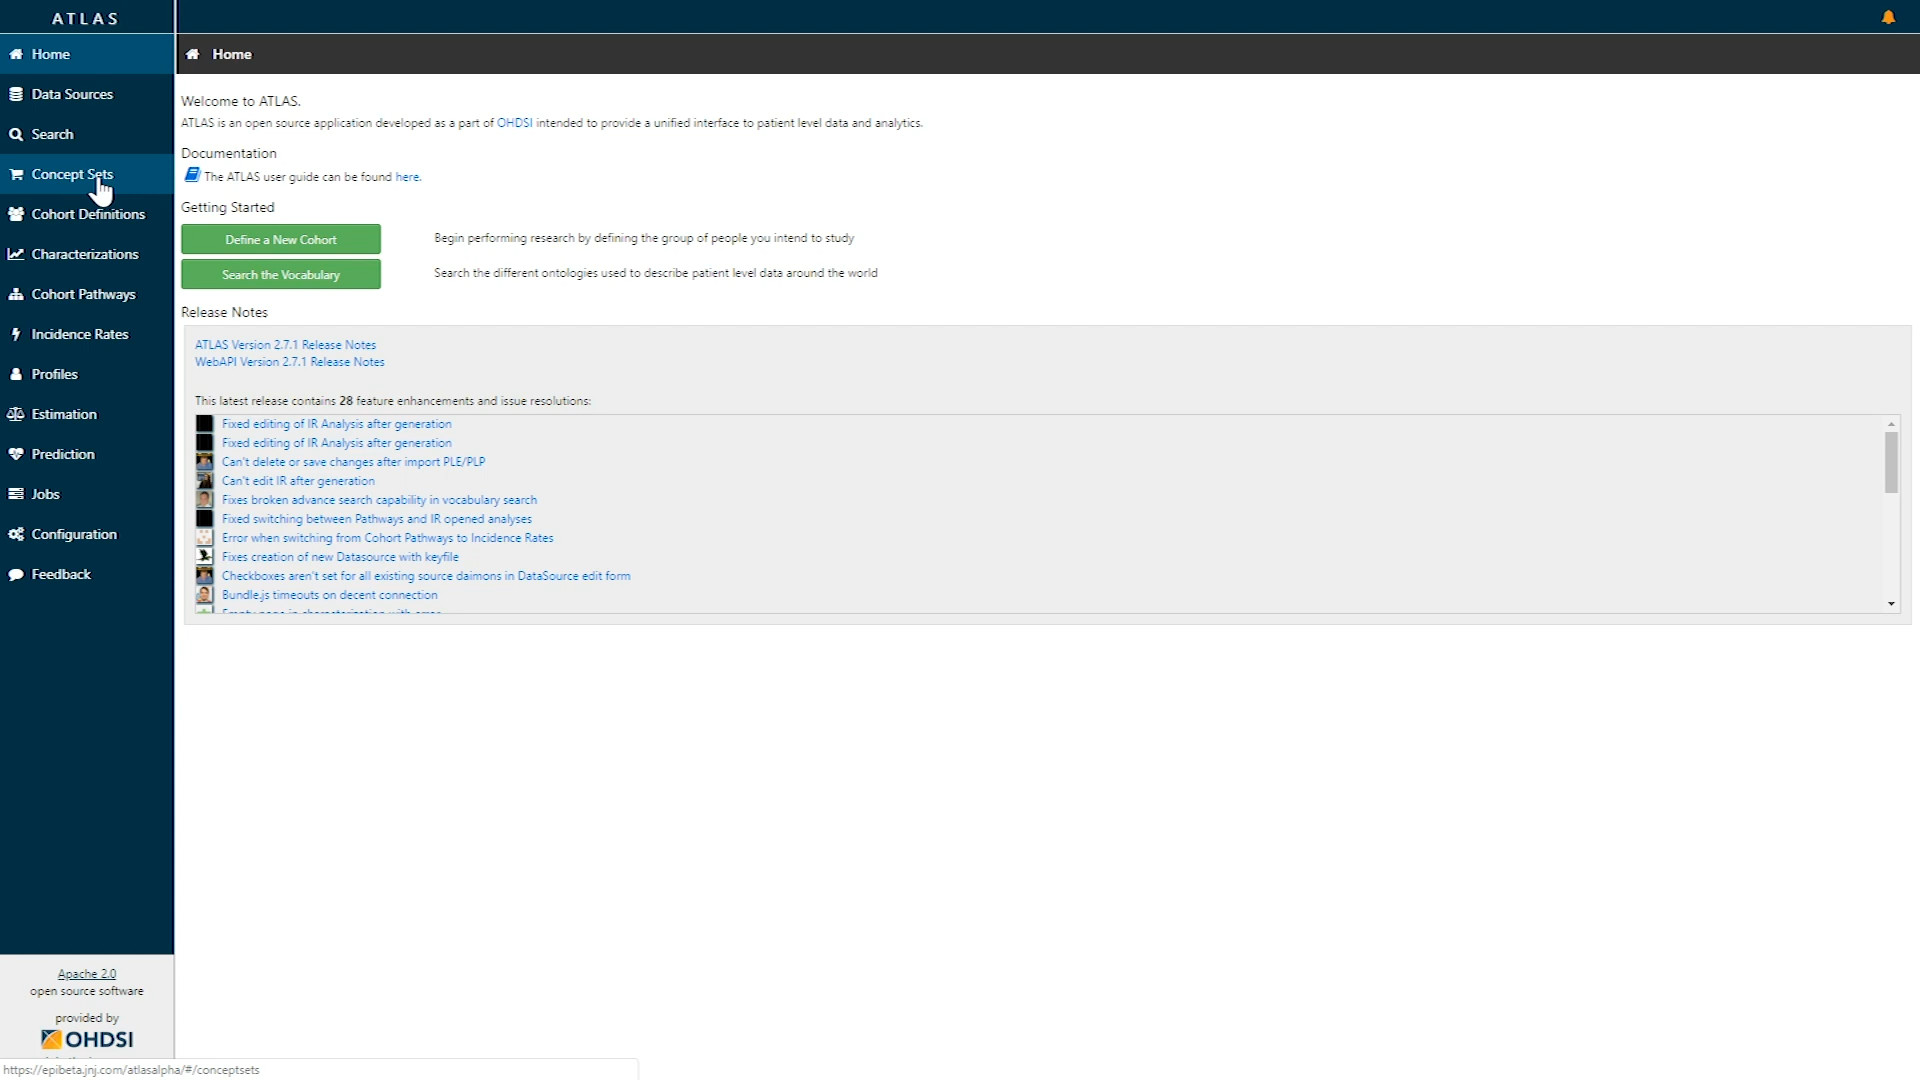 ATLAS
Home
Data Sources
Search
Concept Sets
Cohort Definitions
Characterizations
Cohort Pathways
Incidence Rates
Profiles
Estimation
Prediction
Jobs
Configuration
Feedback
Apache 2.0
open source software
provided by
OHDSI
Home
Welcome to ATLAS.
ATLAS is an open source application developed as a part of OHDSI intended to provide a unified interface to patient level data and analytics.
Documentation
The ATLAS user guide can be found here.
Getting Started
Define a New Cohort Begin performing research by defining the group of people you intend to study
Search the Vocabulary Search the different ontologies used to describe patient level data around the world
Release Notes
ATLAS Version 2.7.1 Release Notes
WebAPI Version 2.7.1 Release Notes
This latest release contains 28 feature enhancements and issue resolutions:
Fixed editing of IR Analysis after generation
Fixed editing of IR Analysis after generation
Can't delete or save changes after import PLE/PLP
Can't edit IR after generation
Fixes broken advance search capability in vocabulary search
Fixed switching between Pathways and IR opened analyses
Error when switching from Cohort Pathways to Incidence Rates
Fixes creation of new Datasource with keyfile
Checkboxes aren't set for all existing source daimons in DataSource edit form
Bundle.js timeouts on decent connection
https://epibeta.jnj.com/atlasalpha/#/conceptsets